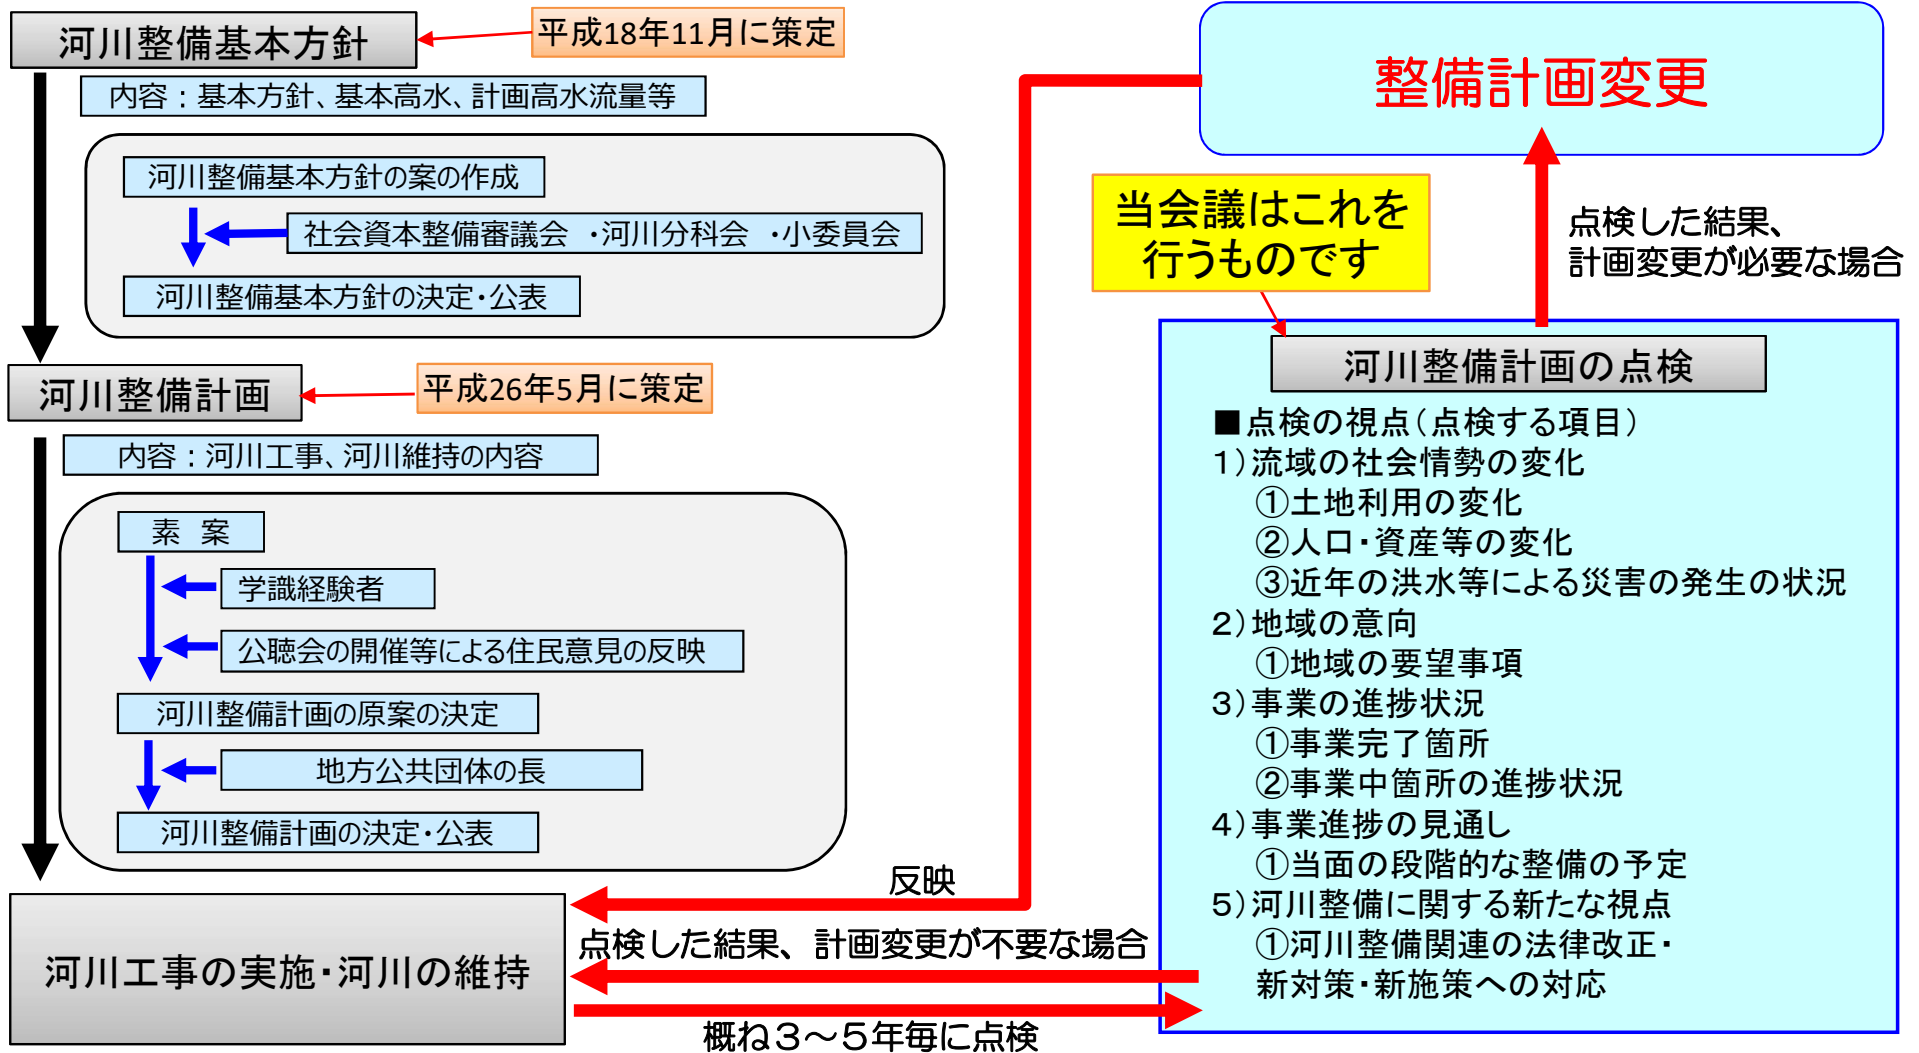 河川整備基本方針
平成18年11月に策定
内容：基本方針、基本高水、計画高水流量等
河川整備基本方針の案の作成
社会資本整備審議会 ・河川分科会 ・小委員会
河川整備基本方針の決定・公表
河川整備計画
平成26年5月に策定
内容：河川工事、河川維持の内容
素 案
学識経験者
公聴会の開催等による住民意見の反映
河川整備計画の原案の決定
地方公共団体の長
河川整備計画の決定・公表
河川工事の実施・河川の維持
反映
点検した結果、計画変更が不要な場合
概ね３～５年毎に点検
整備計画変更
当会議はこれを
行うものです
点検した結果、
計画変更が必要な場合
河川整備計画の点検
■点検の視点（点検する項目）
１）流域の社会情勢の変化
①土地利用の変化
②人口・資産等の変化
③近年の洪水等による災害の発生の状況
２）地域の意向
①地域の要望事項
３）事業の進捗状況
①事業完了箇所
②事業中箇所の進捗状況
４）事業進捗の見通し
①当面の段階的な整備の予定
５）河川整備に関する新たな視点
①河川整備関連の法律改正・
新対策・新施策への対応